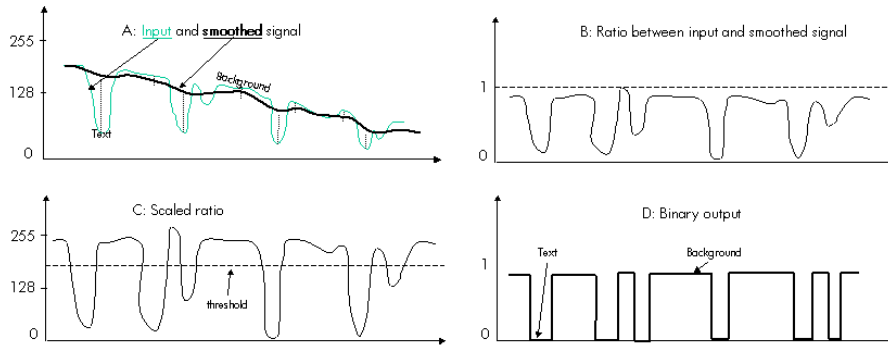 A: Input and smoothed signal
255
128
0
Background
Text
B: Ratio between input and smoothed signal
1
0
C: Scaled ratio
255
128
0
threshold
D: Binary output
1
0
Text
Background